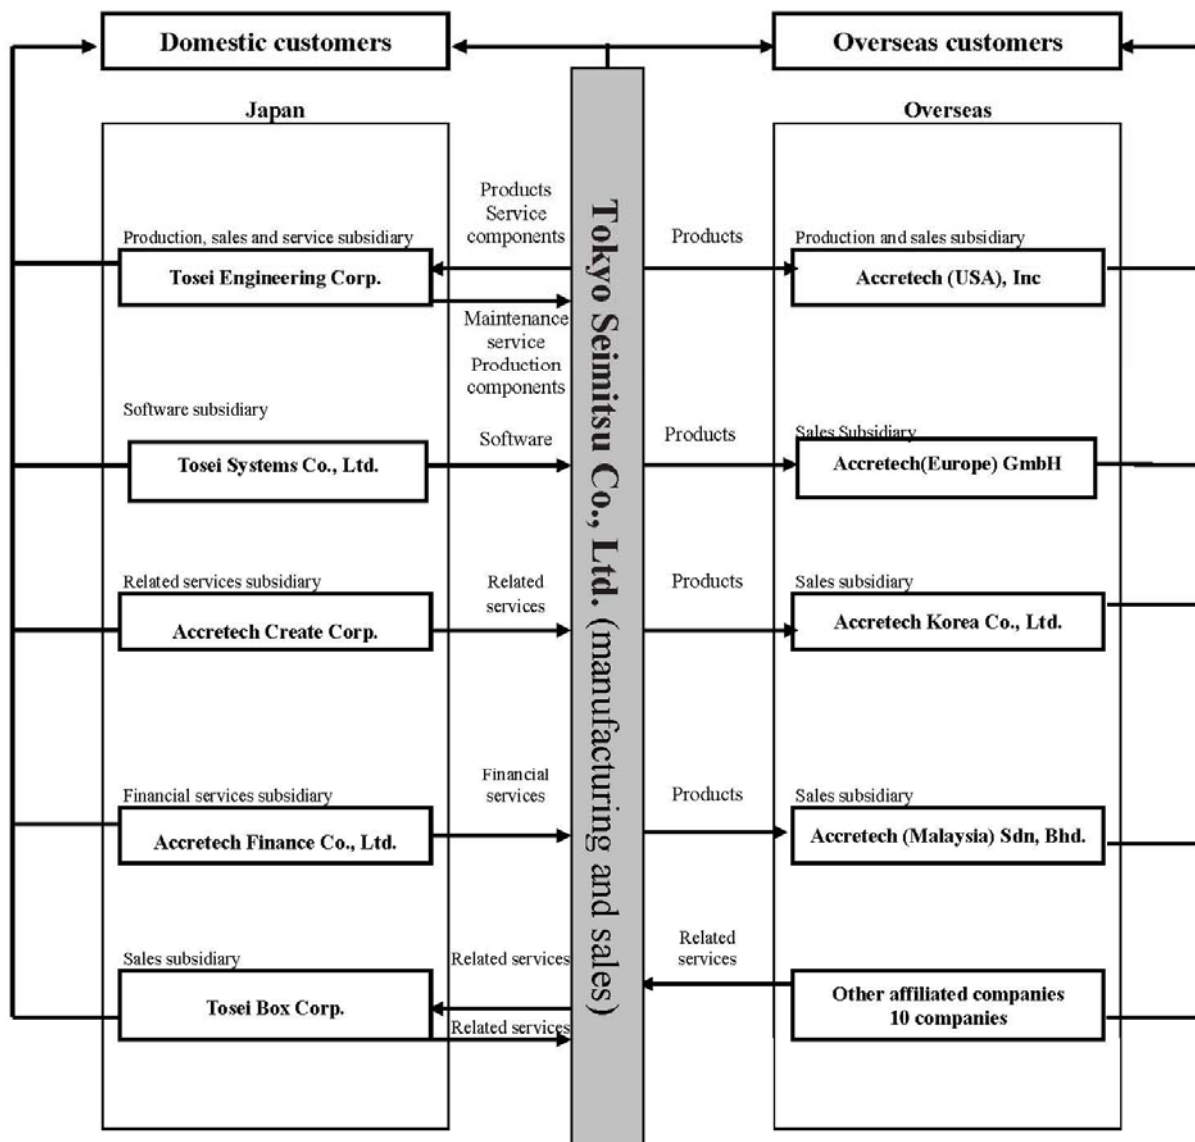 Domestic customers
Overseas customers
Japan
Overseas
Products
Service
components
Products
Production, sales and service subsidiary
Tosei Engineering Corp.
Production and sales subsidiary
Accretech (USA), Inc
Maintenance
service
Production
components
Tokyo Seimitsu Co., Ltd. (manufacturing and sales)
Software subsidiary
Tosei Systems Co., Ltd.
Software
Products
Sales Subsidiary
Accretech(Europe) GmbH
Related services subsidiary
Accretech Create Corp.
Related
services
Products
Sales subsidiary
Accretech Korea Co., Ltd.
Financial services subsidiary
Accretech Finance Co., Ltd.
Financial
services
Products
Sales subsidiary
Accretech (Malaysia) Sdn, Bhd.
Sales subsidiary
Tosei Box Corp.
Related services
Related services
Related
services
Other affiliated companies
10 companies